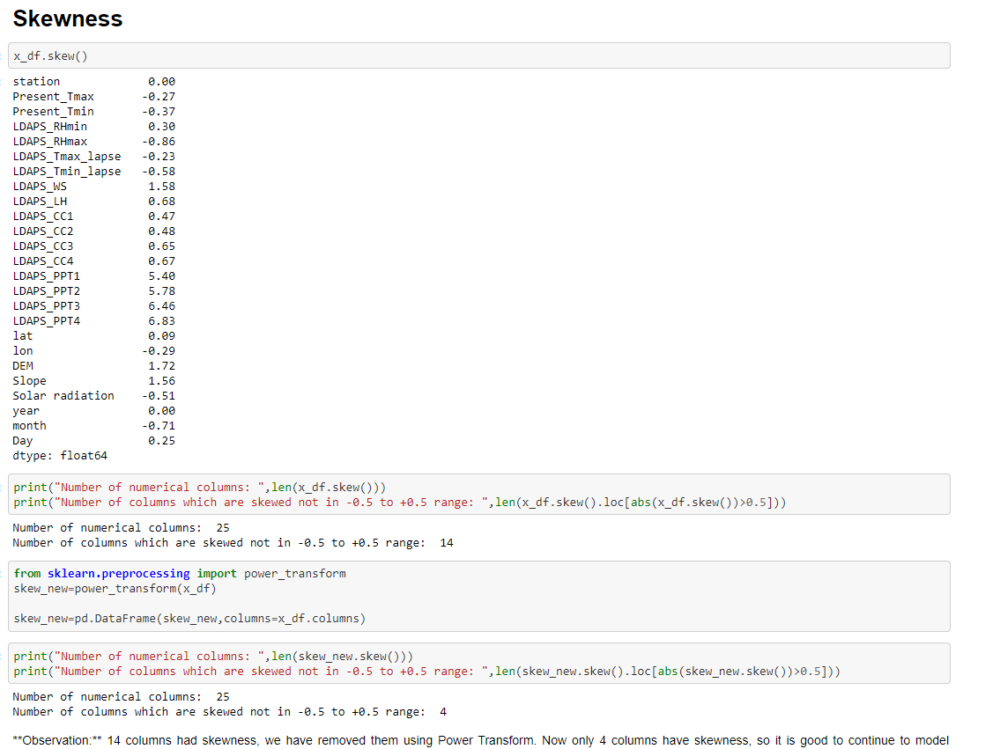 Skewness
x_df.skew()
station 0.00
Present_Tmax -0.27
Present_Tmin -0.37
LDAPS_RHmin 0.30
LDAPS_RHmax -0.86
LDAPS_Tmax_lapse -0.23
LDAPS_Tmin_lapse -0.58
LDAPS_WS 1.58
LDAPS_LH 0.68
LDAPS_CC1 0.47
LDAPS_CC2 0.48
LDAPS_CC3 0.65
LDAPS_CC4 0.67
LDAPS_PPT1 5.40
LDAPS_PPT2 5.78
LDAPS_PPT3 6.46
LDAPS_PPT4 6.83
lat 0.09
lon -0.29
DEM 1.72
Slope 1.56
Solar radiation -0.51
year 0.00
month -0.71
Day 0.25
dtype: float64
print("Number of numerical columns: ",len(x_df.skew()))
print("Number of columns which are skewed not in -0.5 to +0.5 range: ",len(x_df.skew().loc[abs(x_df.skew())>0.5]))
Number of numerical columns:  25
Number of columns which are skewed not in -0.5 to +0.5 range:  14
from sklearn.preprocessing import power_transform
skew_new=power_transform(x_df)
skew_new=pd.DataFrame(skew_new,columns=x_df.columns)
print("Number of numerical columns: ",len(skew_new.skew()))
print("Number of columns which are skewed not in -0.5 to +0.5 range: ",len(skew_new.skew().loc[abs(skew_new.skew())>0.5]))
Number of numerical columns:  25
Number of columns which are skewed not in -0.5 to +0.5 range:  4
**Observation:** 14 columns had skewness, we have removed them using Power Transform. Now only 4 columns have skewness, so it is good to continue to model